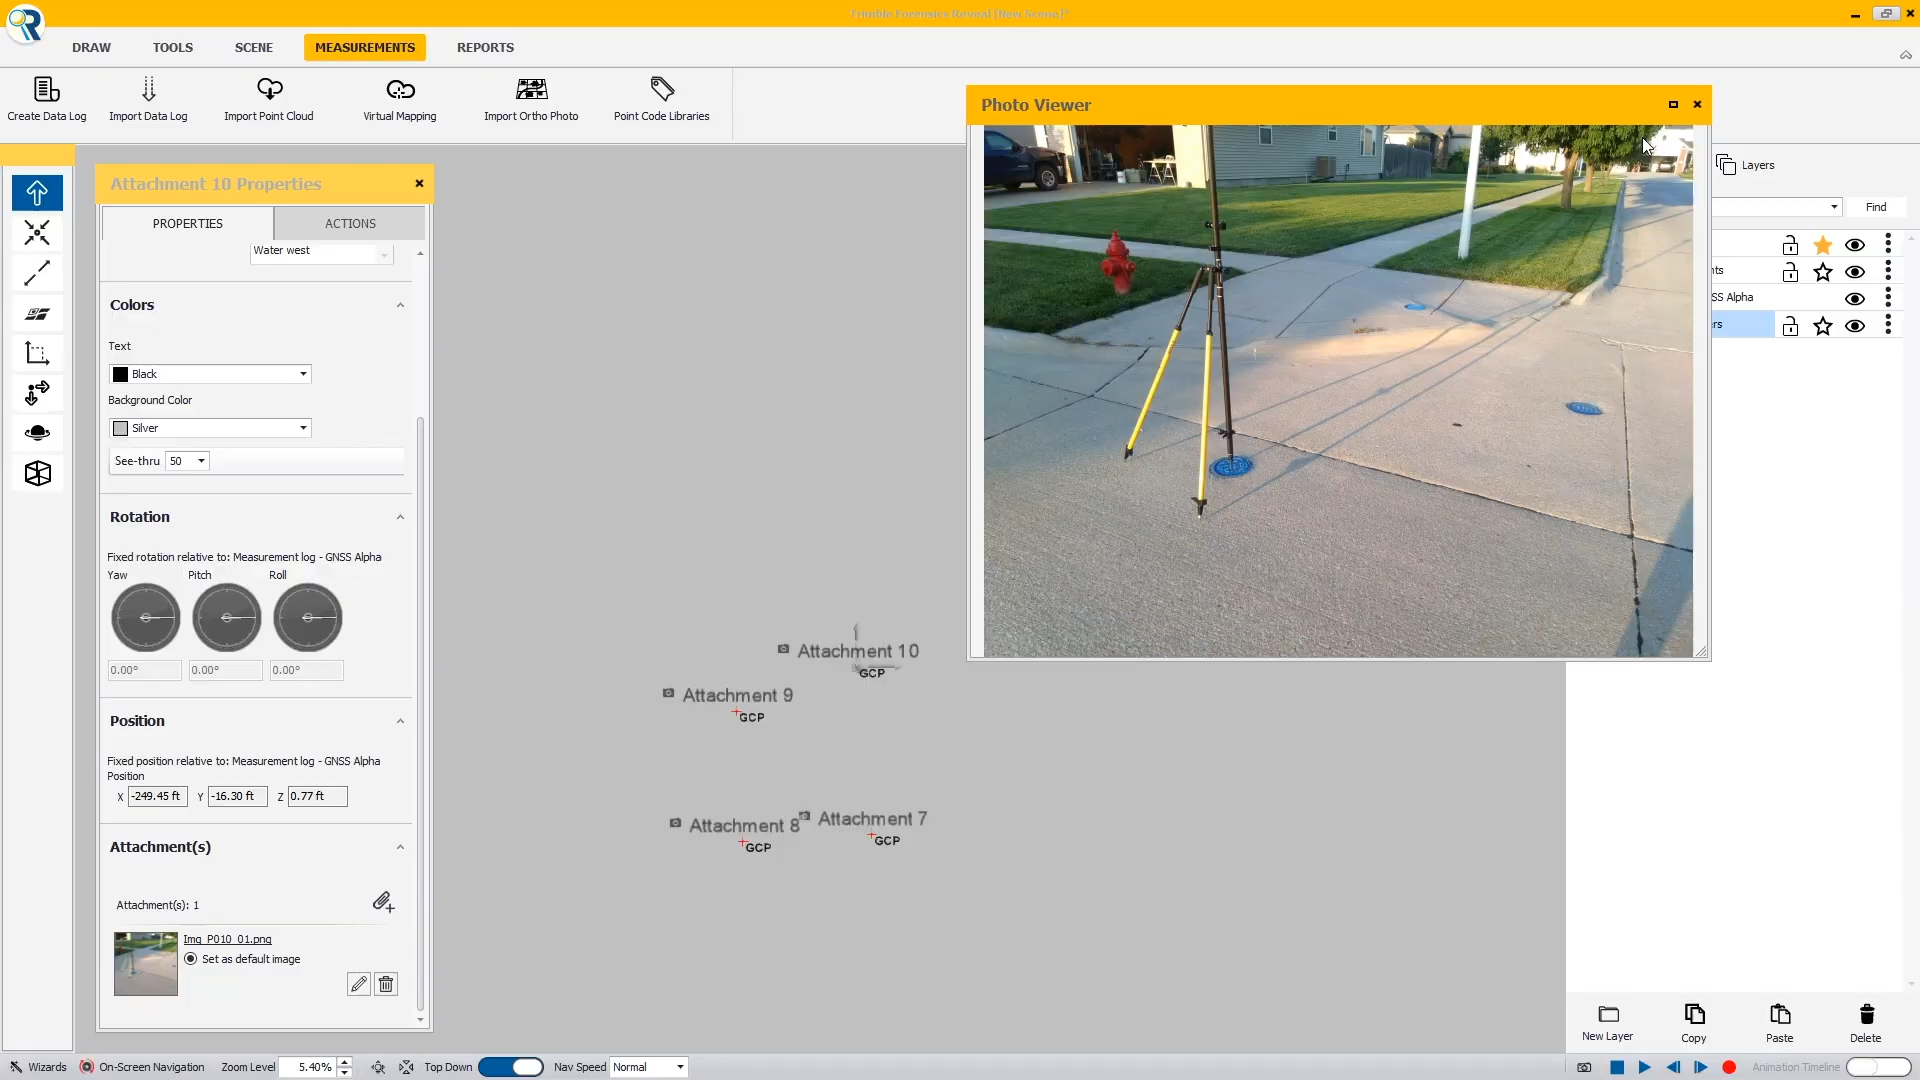 Trimble Forensics Reveal [New Scene]*
DRAW TOOLS SCENE MEASUREMENTS REPORTS
Create Data Log Import Data Log Import Point Cloud Virtual Mapping Import Ortho Photo Point Code Libraries
Photo Viewer
Layers
Attachment 10 Properties
Find
PROPERTIES ACTIONS
Water west
nts
SS Alpha
ers
Colors
Text
Black
Background Color
Silver
See-thru 50
Rotation
Fixed rotation relative to: Measurement log - GNSS Alpha
Yaw Pitch Roll
0.00° 0.00° 0.00°
Attachment 10
GCP
Attachment 9
GCP
Position
Fixed position relative to: Measurement log - GNSS Alpha
Position
X -249.45 ft Y -16.30 ft Z 0.77 ft
Attachment 8 Attachment 7
GCP GCP
Attachment(s)
Attachment(s): 1
Img_P010_01.png
Set as default image
New Layer Copy Paste Delete
Wizards On-Screen Navigation Zoom Level 5.40% Top Down Nav Speed Normal Animation Timeline